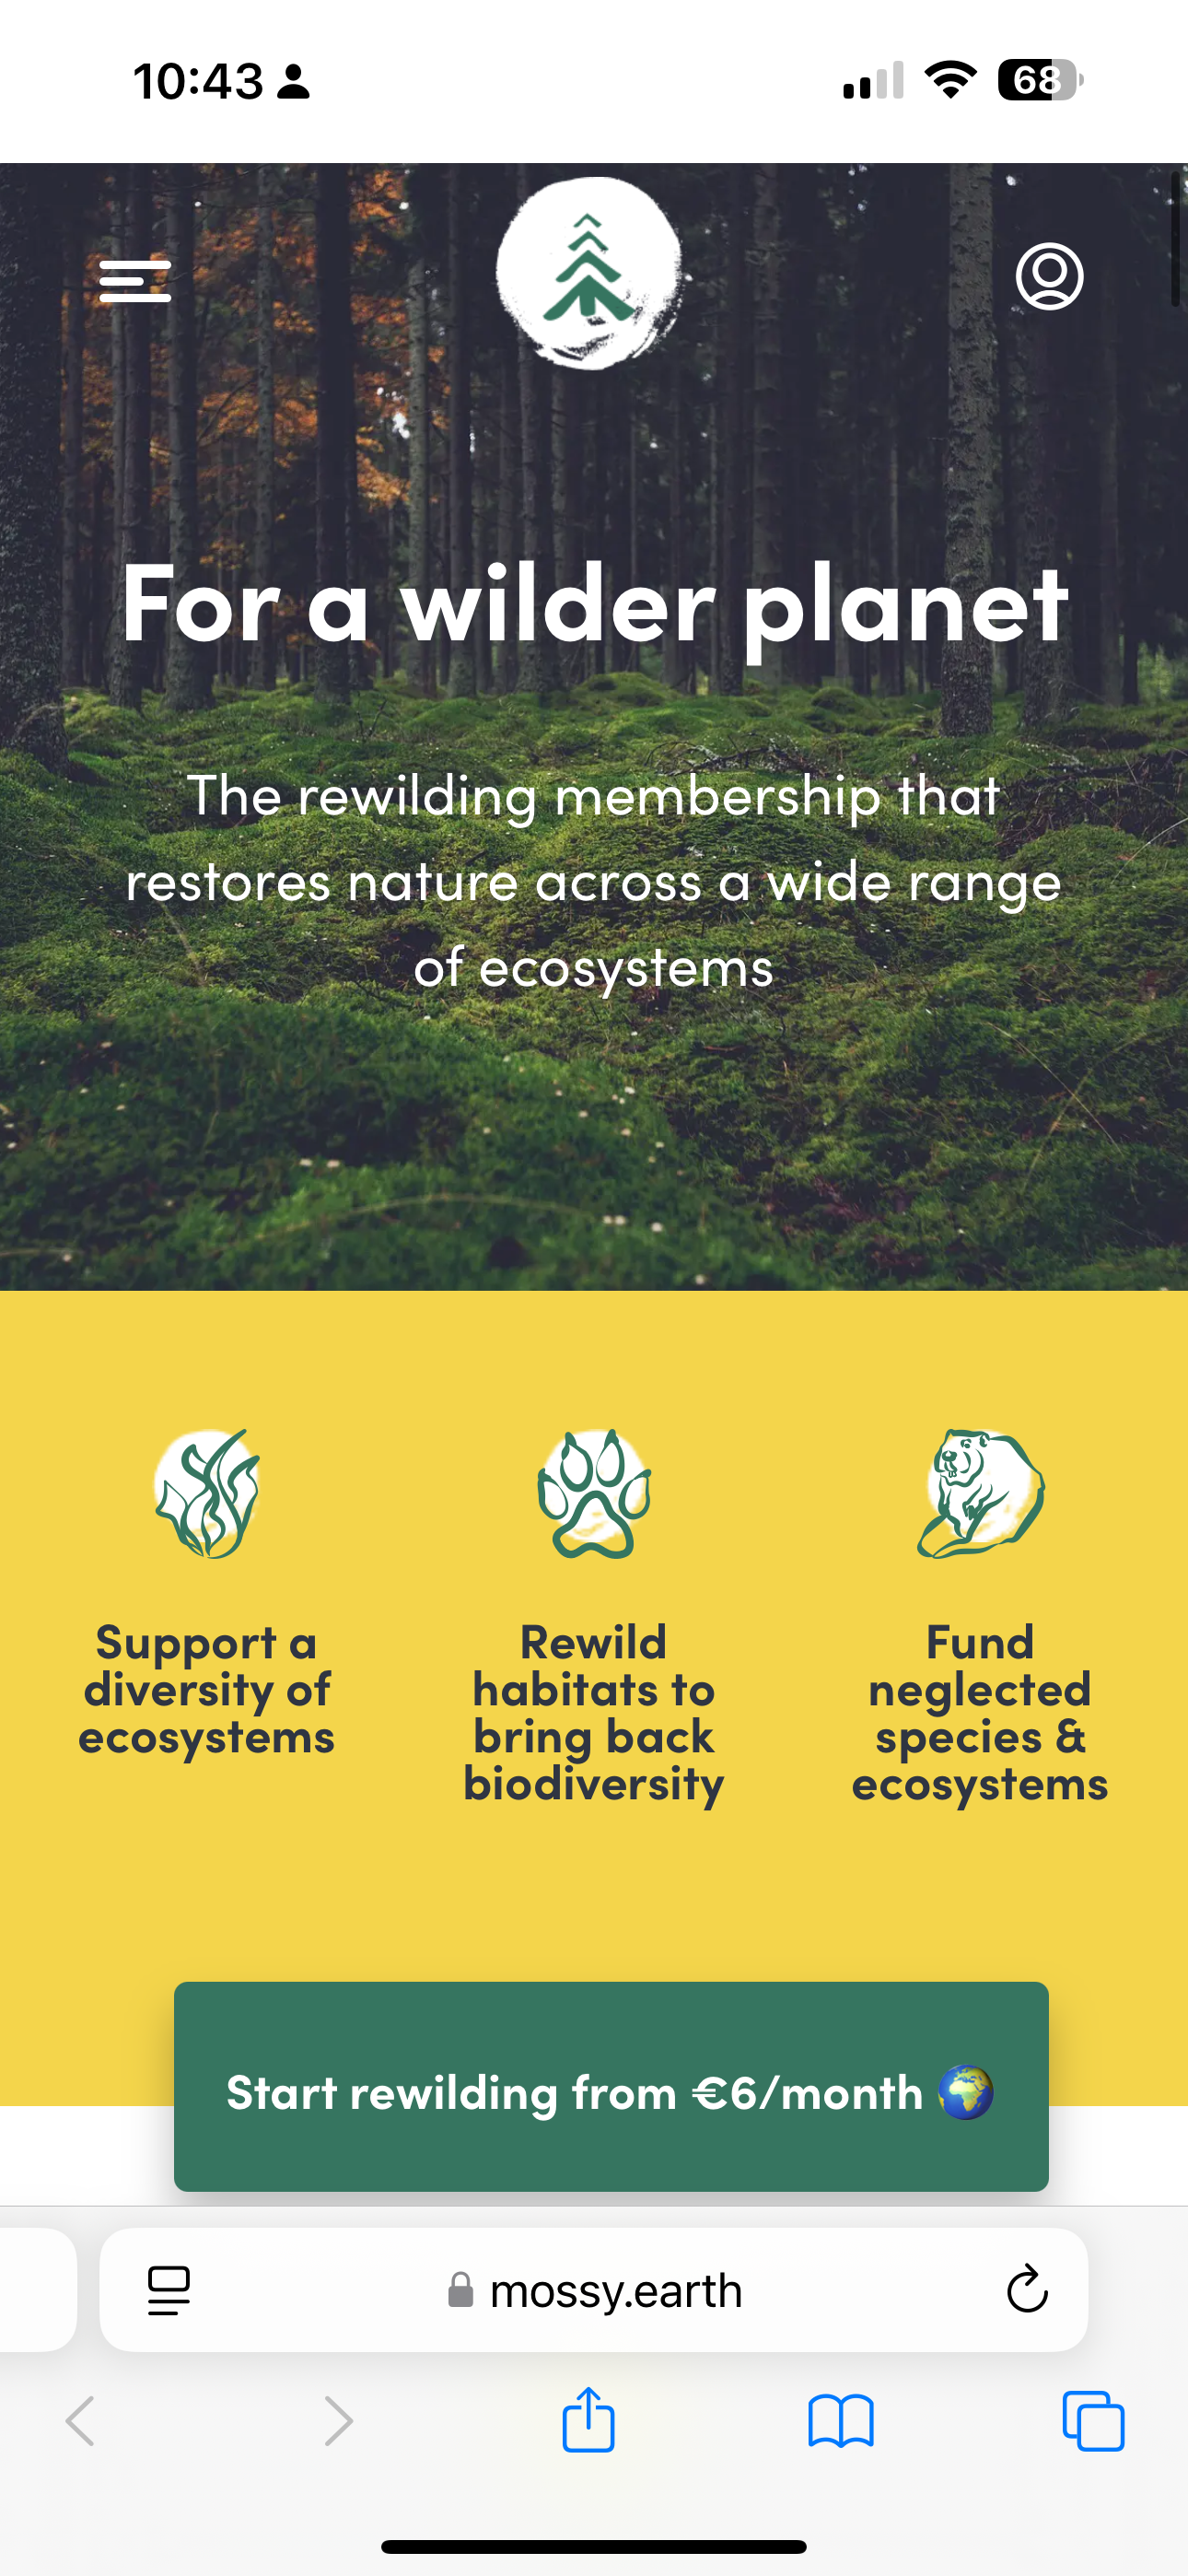 10:43
68
For a wilder planet
The rewilding membership that
restores nature across a wide range
of ecosystems
Support a
diversity of
ecosystems
Rewild
habitats to
bring back
biodiversity
Fund
neglected
species &
ecosystems
Start rewilding from €6/month 🌍
mossy.earth